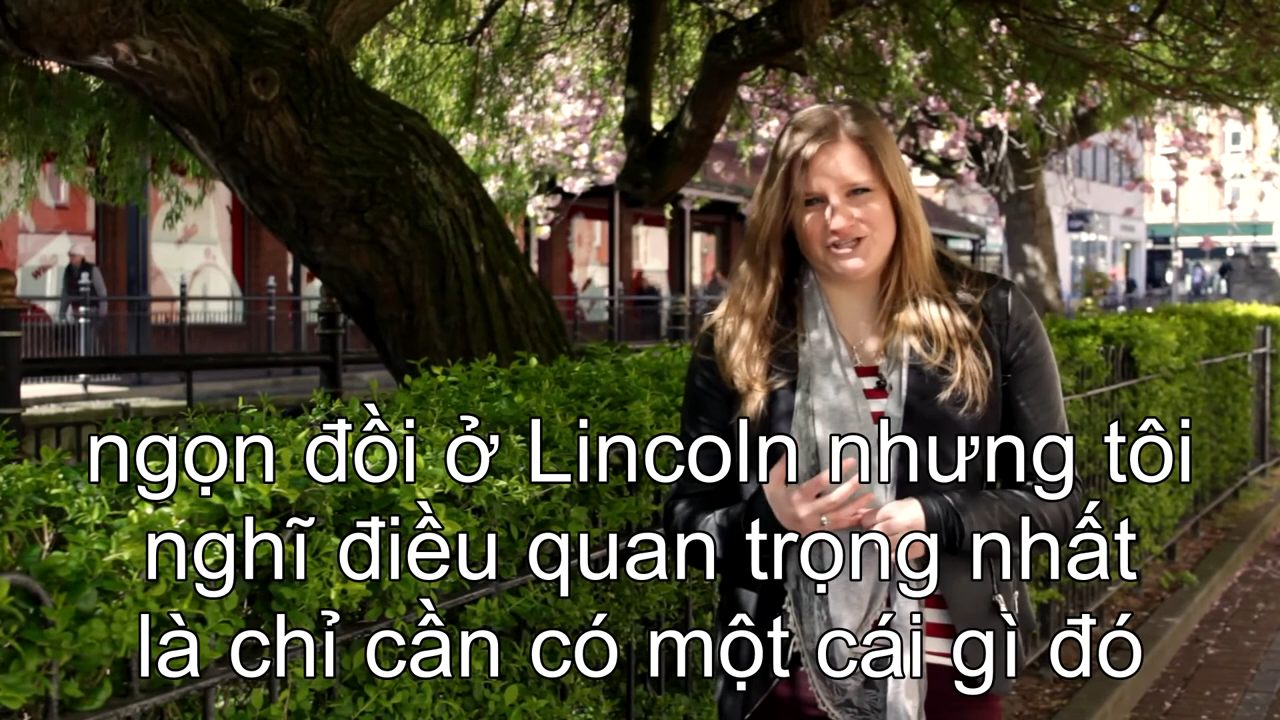 ngọn đồi ở Lincoln nhưng tôi
nghĩ điều quan trọng nhất
là chỉ cần có một cái gì đó